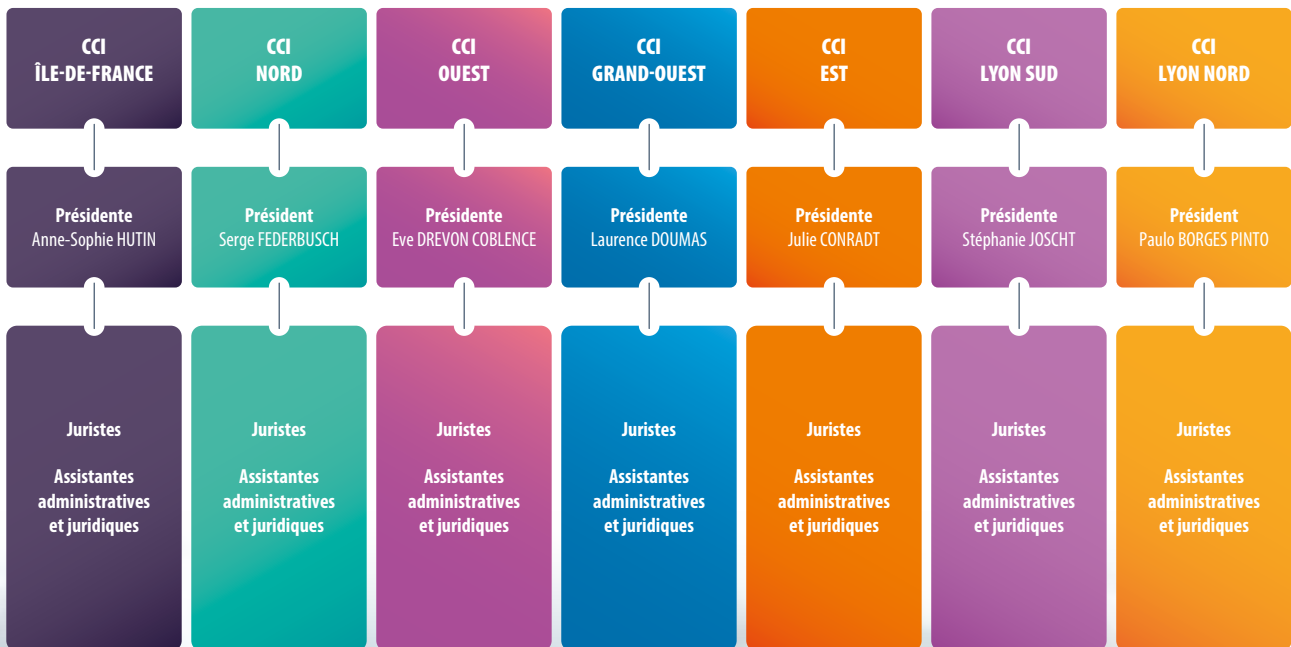 CCI
ÎLE-DE-FRANCE
CCI
NORD
CCI
OUEST
CCI
GRAND-OUEST
CCI
EST
CCI
LYON SUD
CCI
LYON NORD
Présidente
Anne-Sophie HUTIN
Président
Serge FEDERBUSCH
Présidente
Eve DREVON COBLENCE
Présidente
Laurence DOUMAS
Présidente
Julie CONRADT
Présidente
Stéphanie JOSCHT
Président
Paulo BORGES PINTO
Juristes
Assistantes
administratives
et juridiques
Juristes
Assistantes
administratives
et juridiques
Juristes
Assistantes
administratives
et juridiques
Juristes
Assistantes
administratives
et juridiques
Juristes
Assistantes
administratives
et juridiques
Juristes
Assistantes
administratives
et juridiques
Juristes
Assistantes
administratives
et juridiques